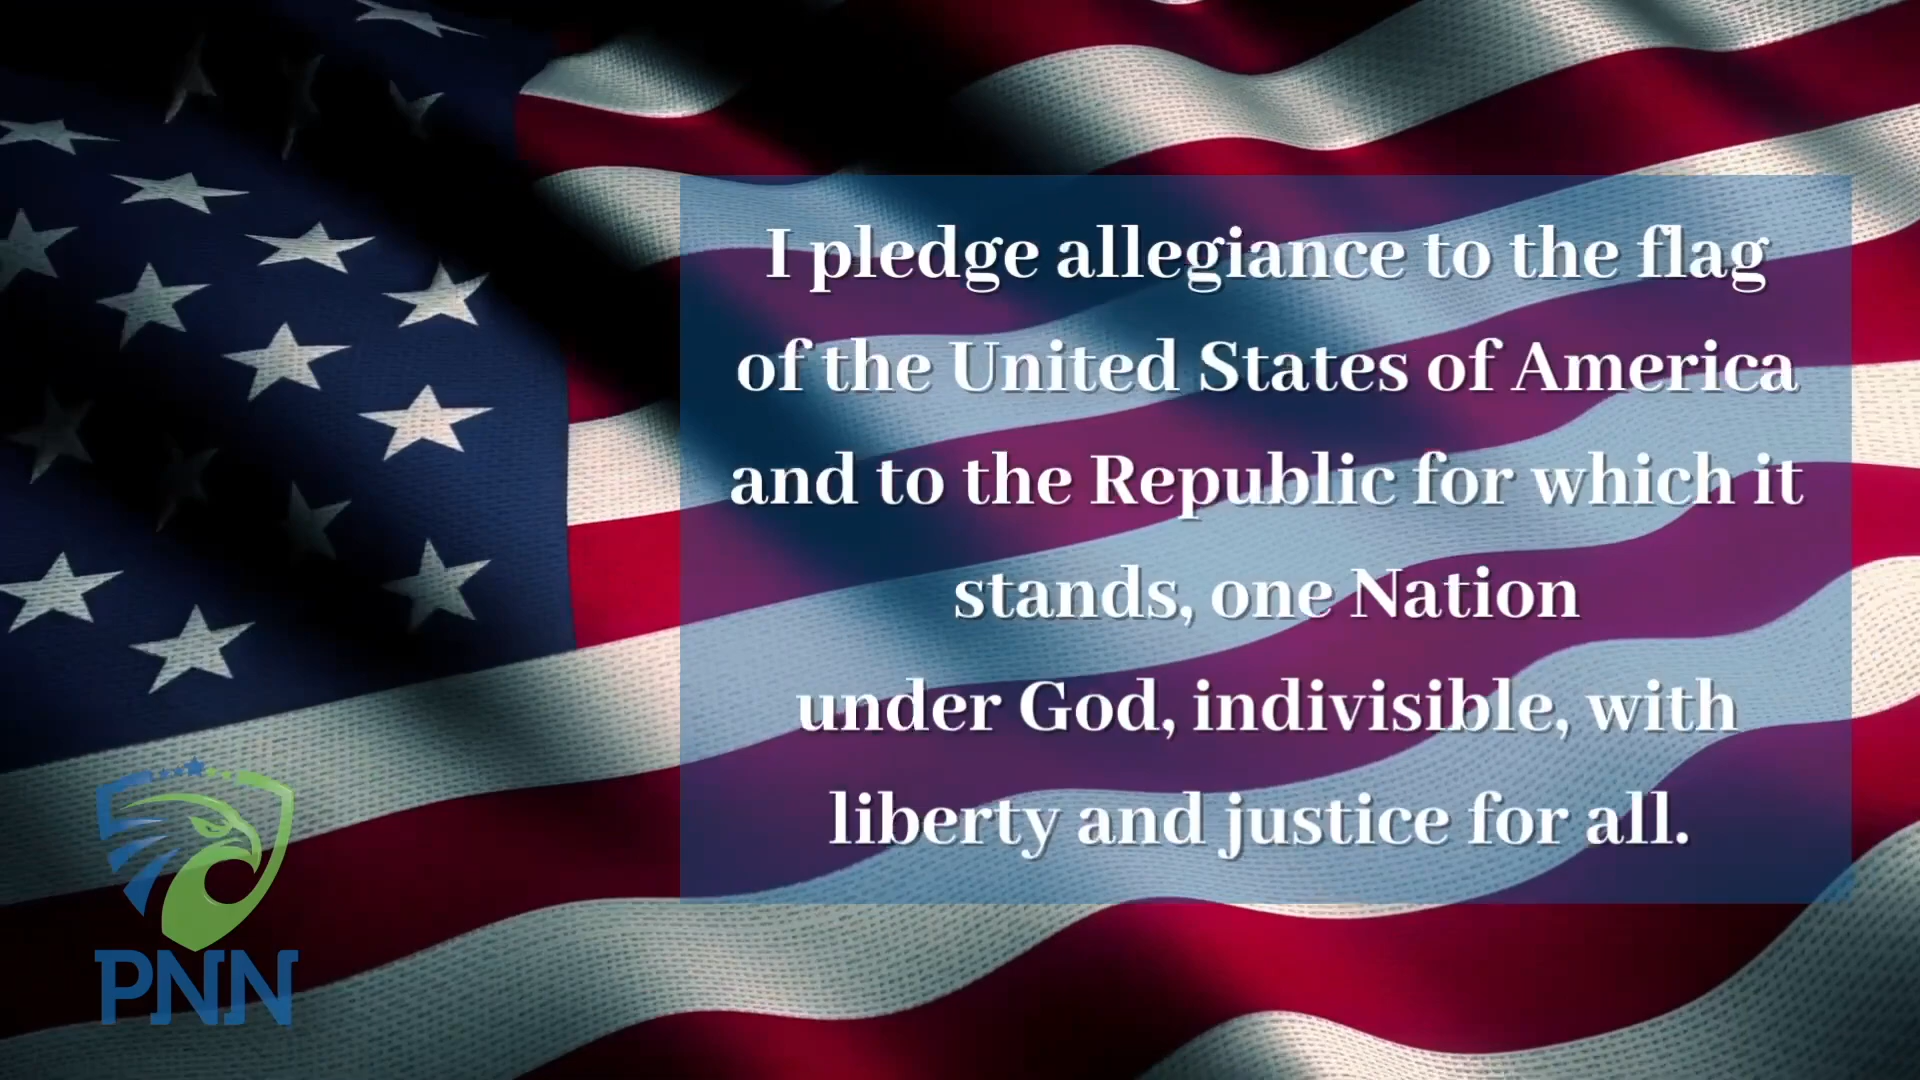 I pledge allegiance to the flag
of the United States of America
and to the Republic for which it
stands, one Nation
under God, indivisible, with
liberty and justice for all.
PNN